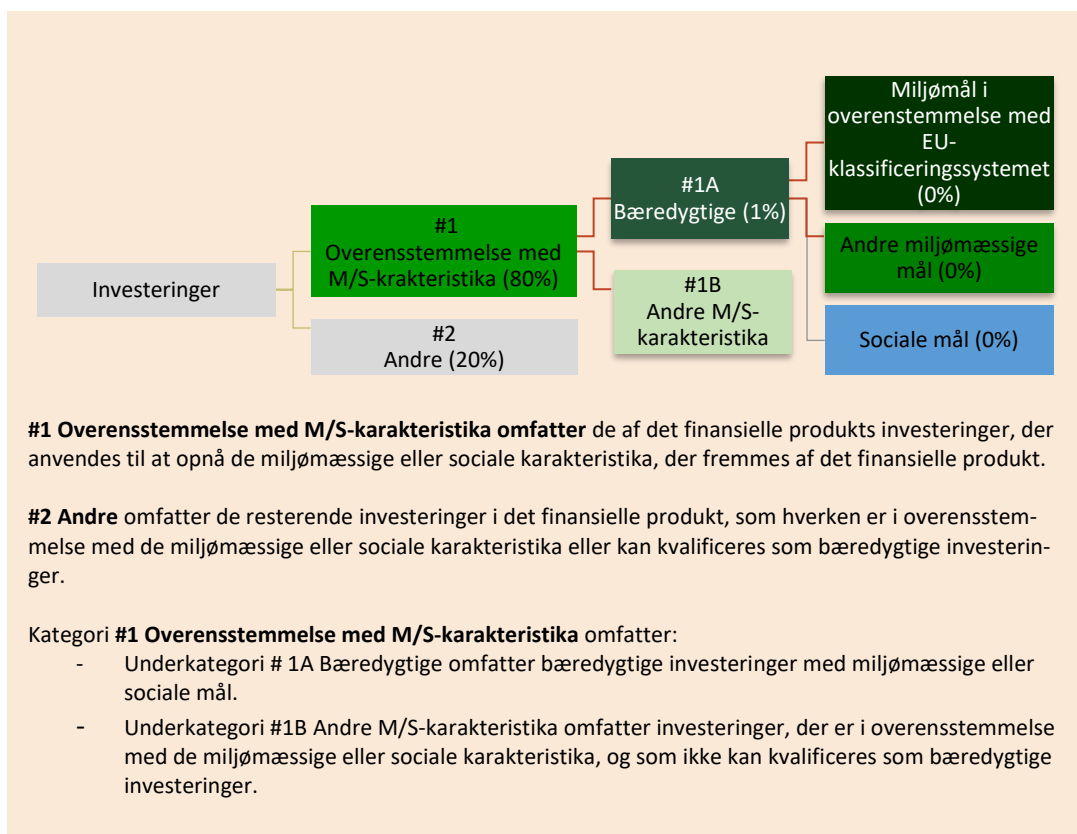 Investeringer
#1
Overensstemmelse med
M/S-krakteristika (80%)
#2
Andre (20%)
#1A
Bæredygtige (1%)
#1B
Andre M/S-
karakteristika
Miljømål i
overenstemmelse med
EU-
klassificeringssystemet
(0%)
Andre miljømæssige
mål (0%)
Sociale mål (0%)
#1 Overensstemmelse med M/S-karakteristika omfatter de af det finansielle produkts investeringer, der
anvendes til at opnå de miljømæssige eller sociale karakteristika, der fremmes af det finansielle produkt.
#2 Andre omfatter de resterende investeringer i det finansielle produkt, som hverken er i overensstem-
melse med de miljømæssige eller sociale karakteristika eller kan kvalificeres som bæredygtige investerin-
ger.
Kategori #1 Overensstemmelse med M/S-karakteristika omfatter:
- Underkategori # 1A Bæredygtige omfatter bæredygtige investeringer med miljømæssige eller
sociale mål.
- Underkategori #1B Andre M/S-karakteristika omfatter investeringer, der er i overensstemmelse
med de miljømæssige eller sociale karakteristika, og som ikke kan kvalificeres som bæredygtige
investeringer.